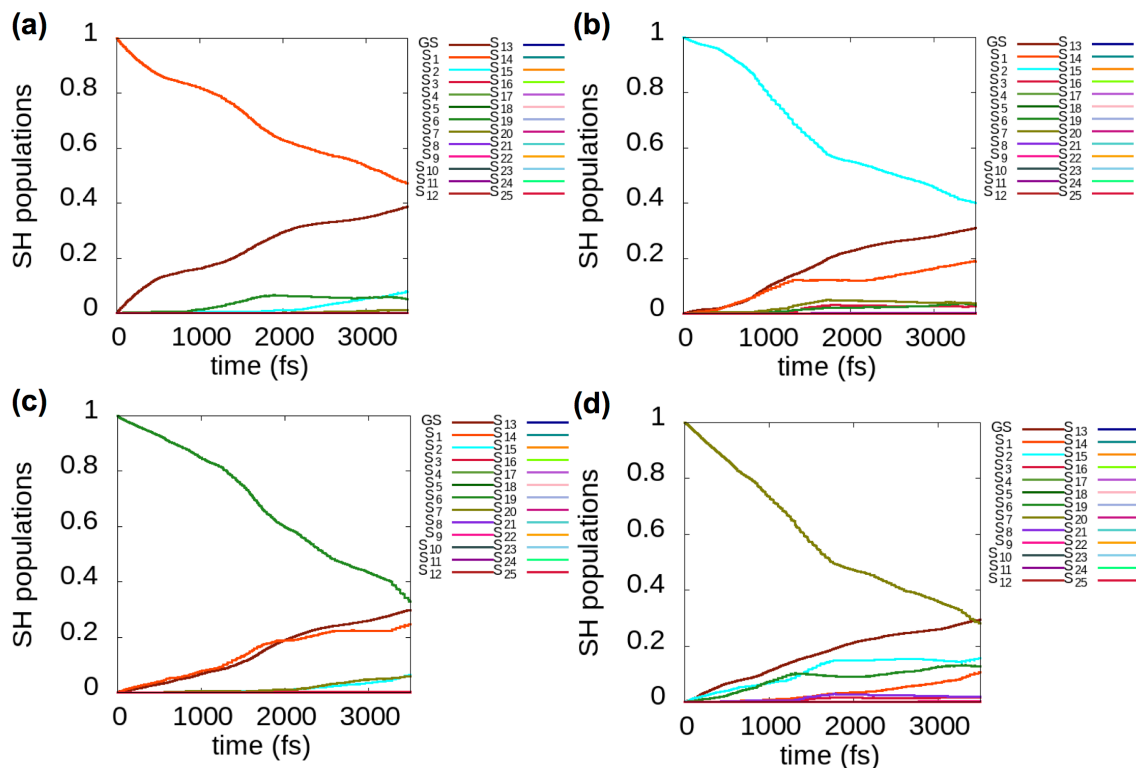 (a)
SH populations
1
0.8
0.6
0.4
0.2
0
0 1000 2000 3000
time (fs)
GS S13
S1 S14
S2 S15
S3 S16
S4 S17
S5 S18
S6 S19
S7 S20
S8 S21
S9 S22
S10 S23
S11 S24
S12 S25
(b)
SH populations
1
0.8
0.6
0.4
0.2
0
0 1000 2000 3000
time (fs)
GS S13
S1 S14
S2 S15
S3 S16
S4 S17
S5 S18
S6 S19
S7 S20
S8 S21
S9 S22
S10 S23
S11 S24
S12 S25
(c)
SH populations
1
0.8
0.6
0.4
0.2
0
0 1000 2000 3000
time (fs)
GS S13
S1 S14
S2 S15
S3 S16
S4 S17
S5 S18
S6 S19
S7 S20
S8 S21
S9 S22
S10 S23
S11 S24
S12 S25
(d)
SH populations
1
0.8
0.6
0.4
0.2
0
0 1000 2000 3000
time (fs)
GS S13
S1 S14
S2 S15
S3 S16
S4 S17
S5 S18
S6 S19
S7 S20
S8 S21
S9 S22
S10 S23
S11 S24
S12 S25